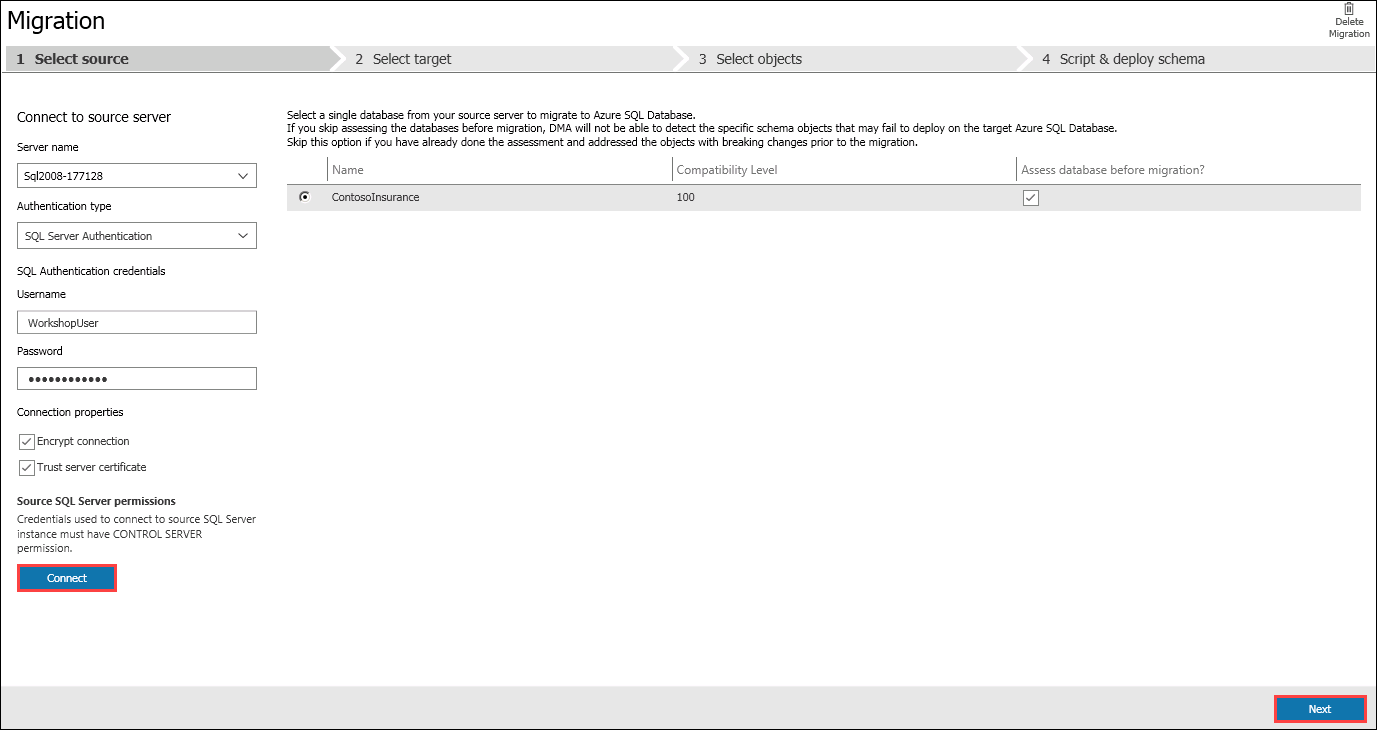 Migration
Delete
Migration
1 Select source
2 Select target
3 Select objects
4 Script & deploy schema
Connect to source server
Server name
Sql2008-177128
Authentication type
SQL Server Authentication
SQL Authentication credentials
Username
WorkshopUser
Password
••••••••••••
Connection properties
Encrypt connection
Trust server certificate
Source SQL Server permissions
Credentials used to connect to source SQL Server
instance must have CONTROL SERVER
permission.
Connect
Select a single database from your source server to migrate to Azure SQL Database.
If you skip assessing the databases before migration, DMA will not be able to detect the specific schema objects that may fail to deploy on the target Azure SQL Database.
Skip this option if you have already done the assessment and addressed the objects with breaking changes prior to the migration.
Name Compatibility Level Assess database before migration?
ContosoInsurance 100
Next